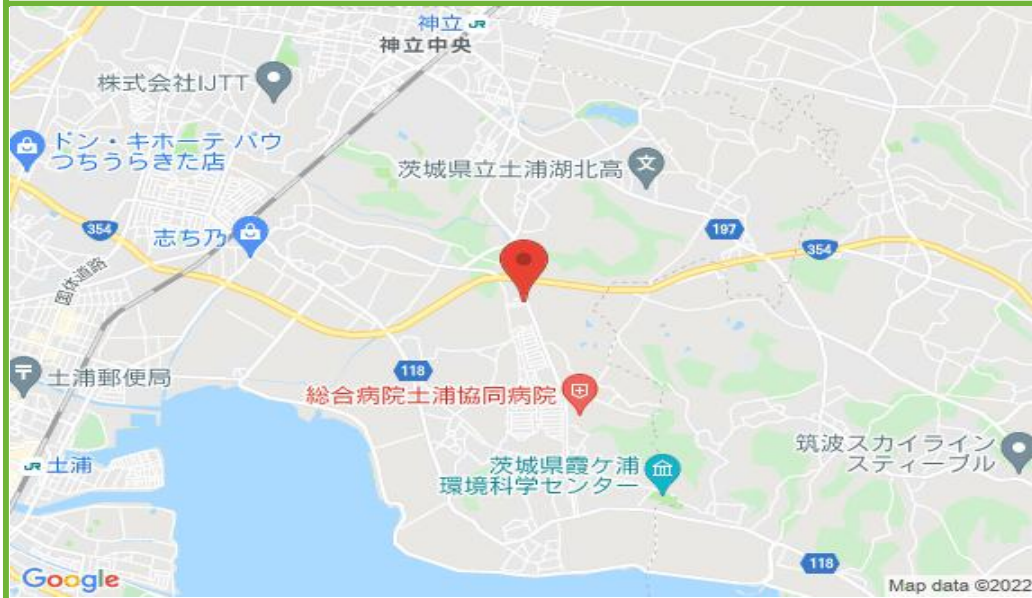 神立 JR
神立中央
株式会社IJTT
ドン・キホーテ パウ
つちうらきた店
茨城県立土浦湖北高
文
354
志ち乃
197
354
国体道路
118
土浦郵便局
総合病院土浦協同病院
筑波スカイライン
スティーブル
JR 土浦
茨城県霞ケ浦
環境科学センター
118
Google
Map data ©2022